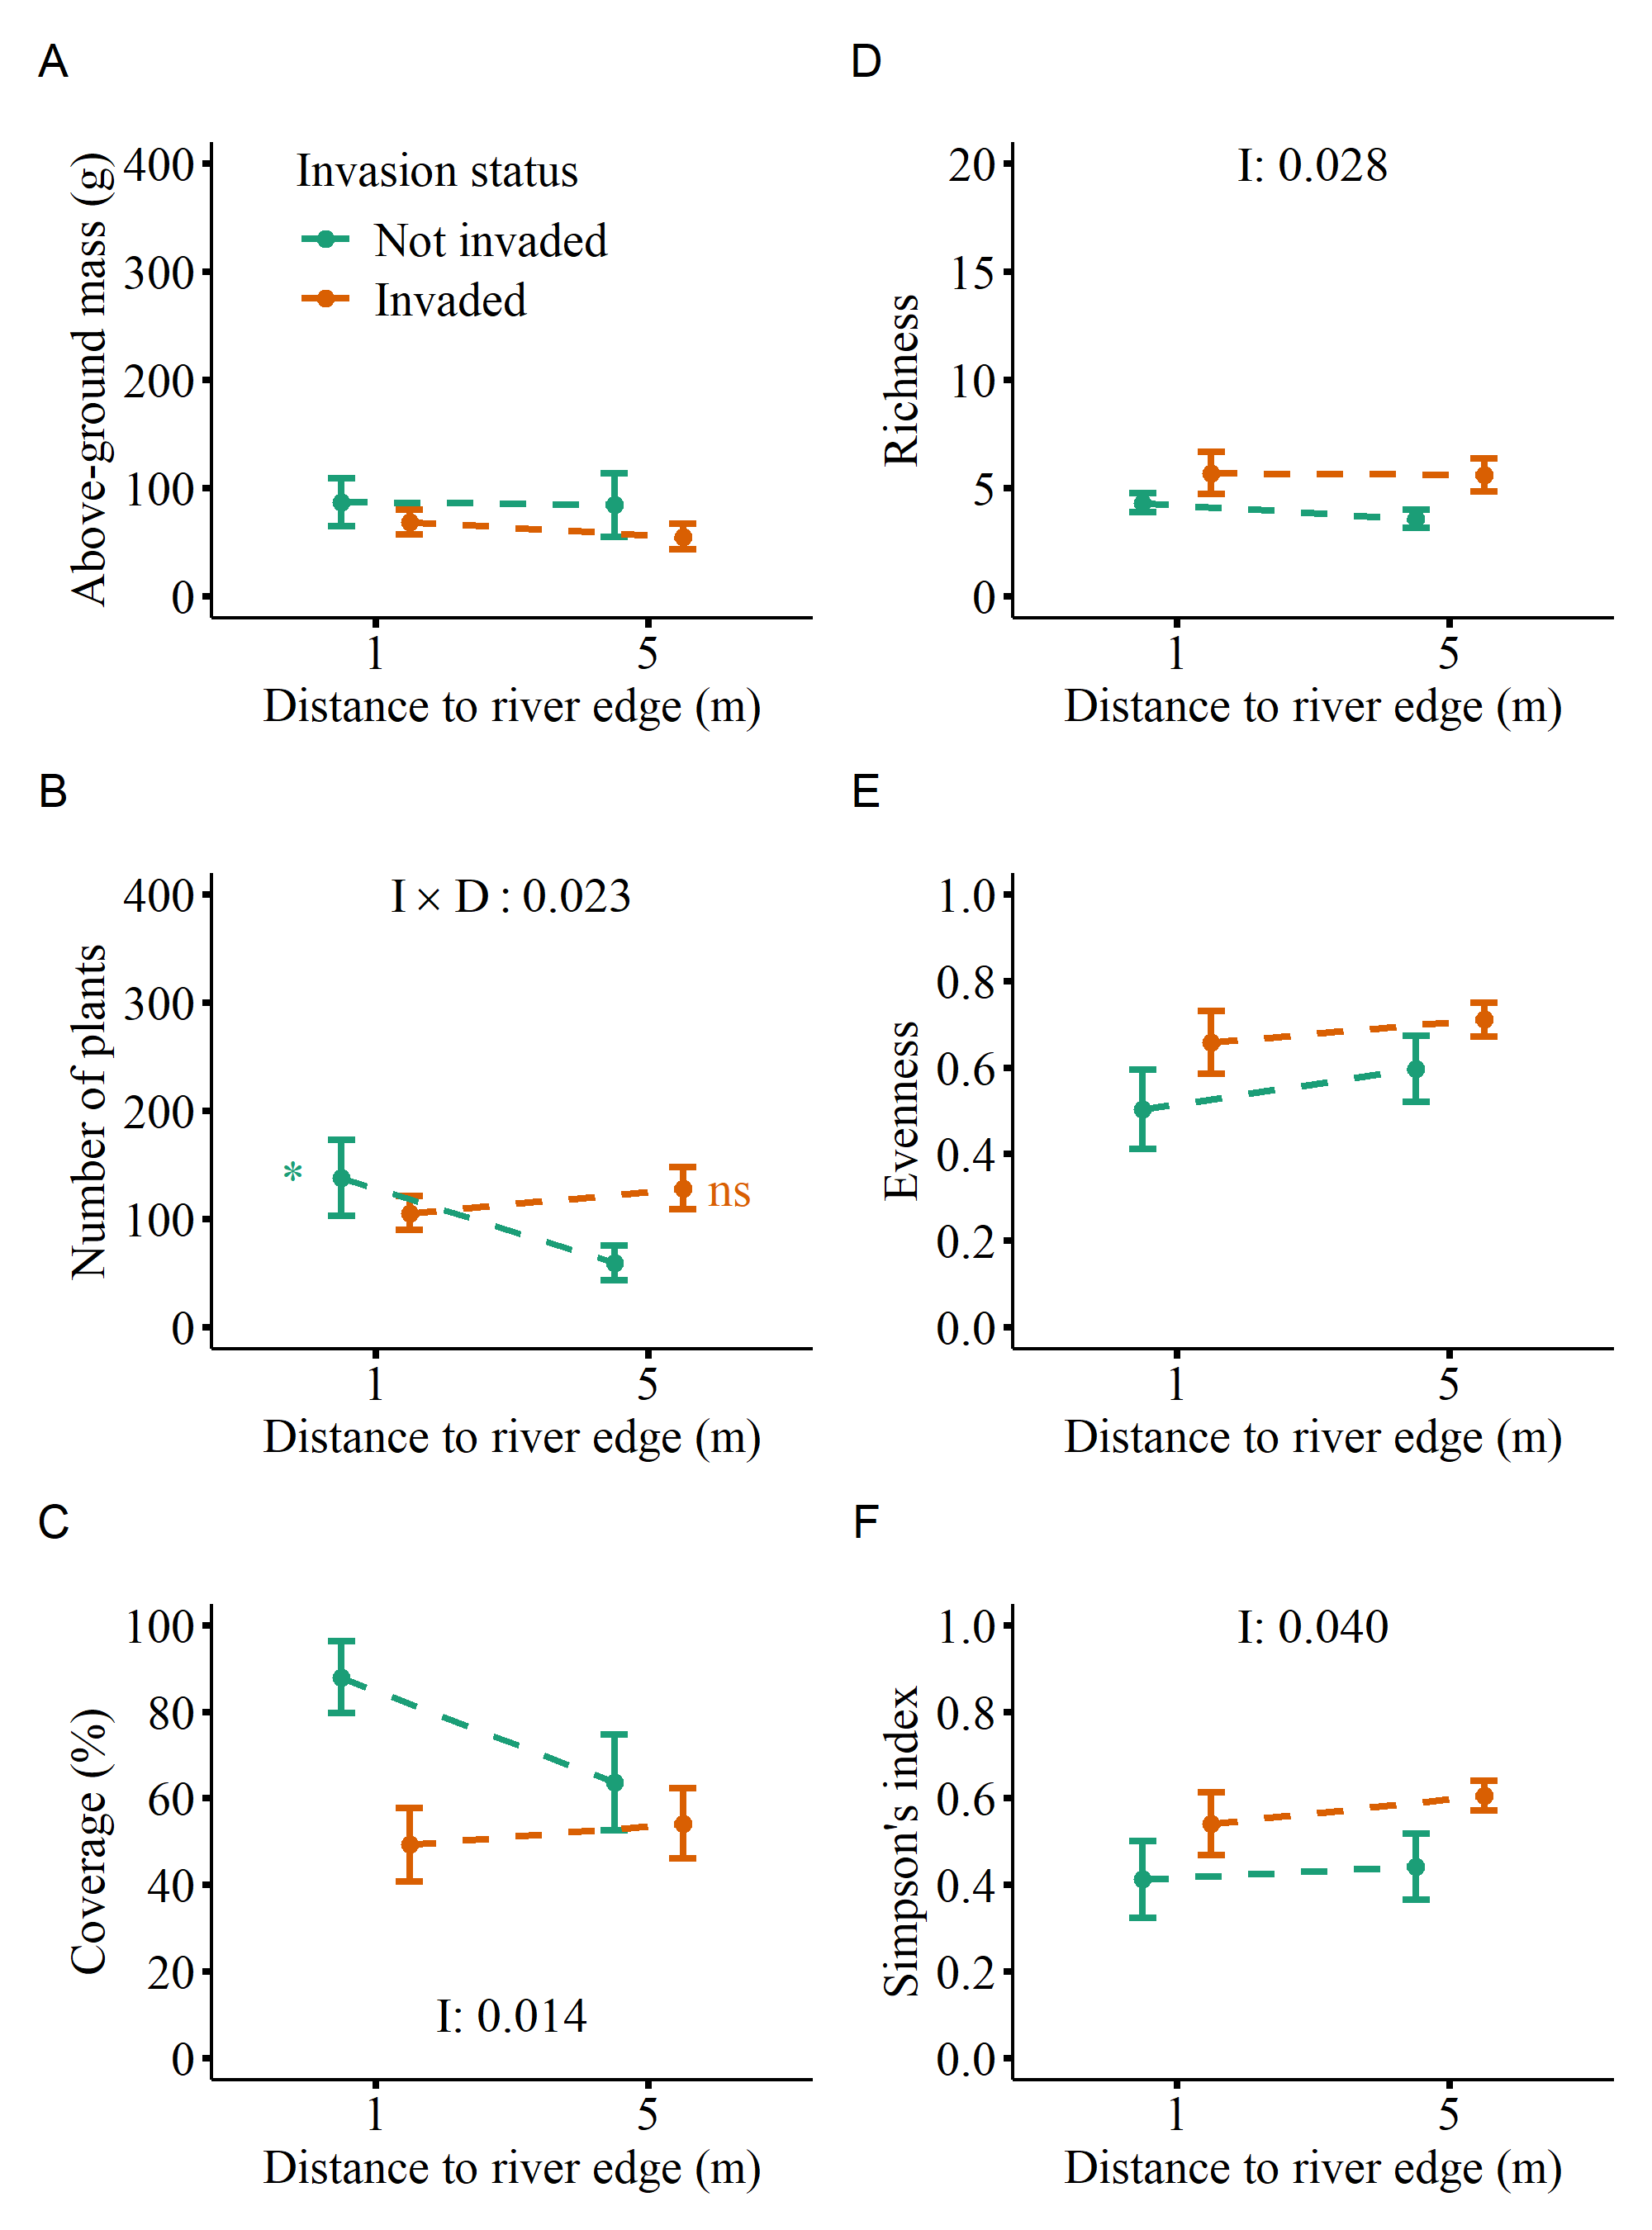 A
Above-ground mass (g)
400
300
200
100
0
Invasion status
Not invaded
Invaded
1
5
Distance to river edge (m)
D
Richness
20
15
10
5
0
I: 0.028
1
5
Distance to river edge (m)
B
Number of plants
400
300
200
100
0
I × D : 0.023
*
ns
1
5
Distance to river edge (m)
E
Evenness
1.0
0.8
0.6
0.4
0.2
0.0
1
5
Distance to river edge (m)
C
Coverage (%)
100
80
60
40
20
0
I: 0.014
1
5
Distance to river edge (m)
F
Simpson's index
1.0
0.8
0.6
0.4
0.2
0.0
I: 0.040
1
5
Distance to river edge (m)